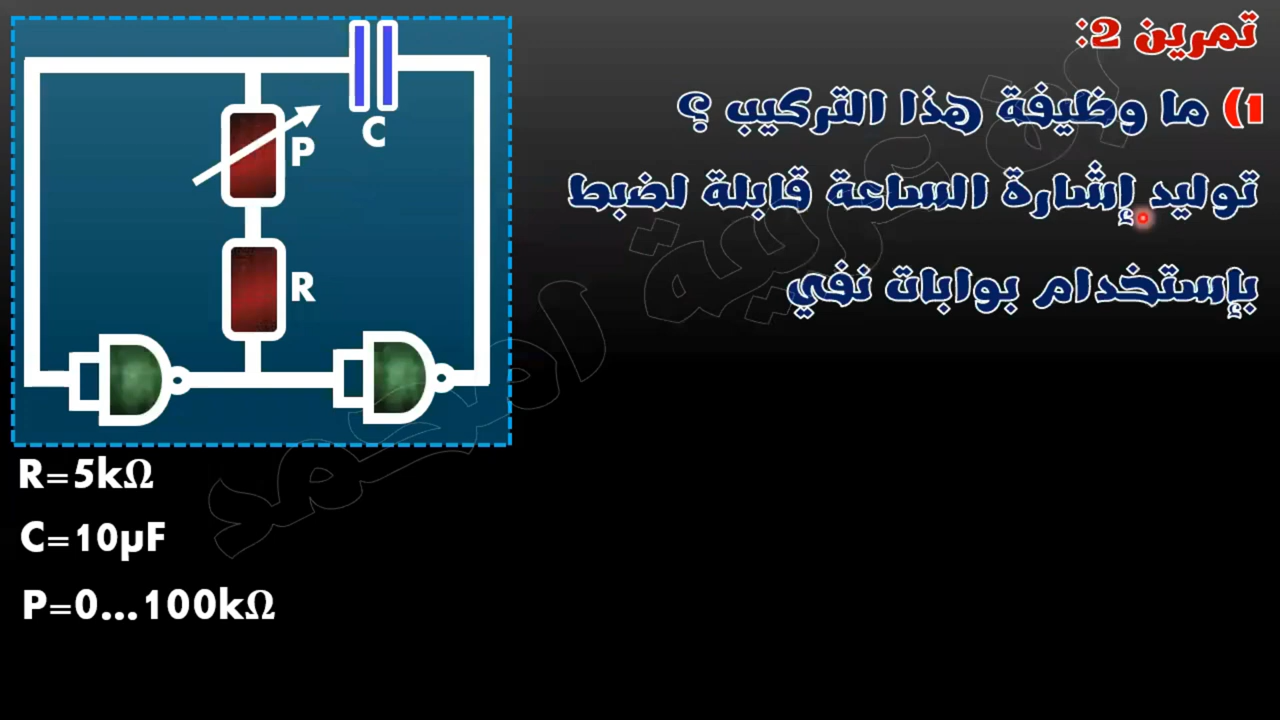 تمرين 2:
1) ما وظيفة هذا التركيب ؟
توليد إشارة الساعة قابلة لضبط
بإستخدام بوابات نفي
C
P
R
R=5kΩ
C=10µF
P=0...100kΩ